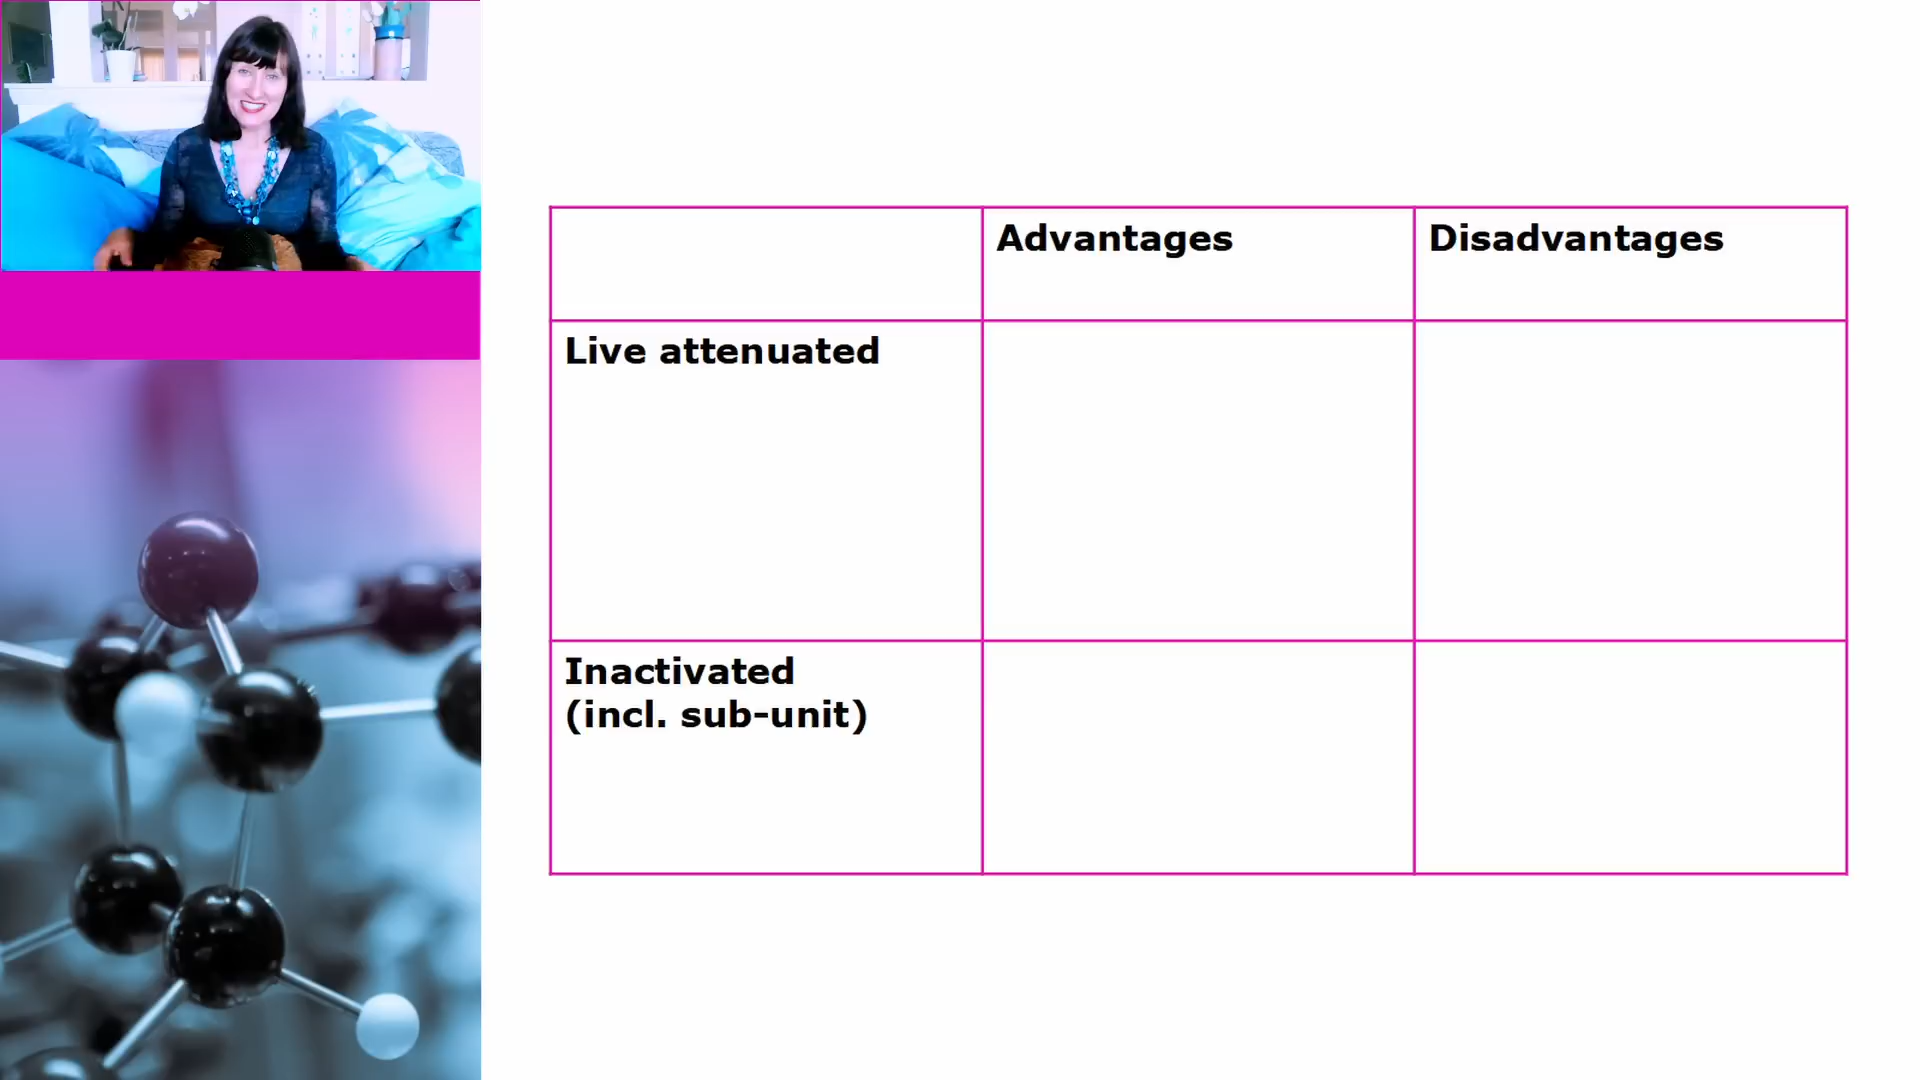 Advantages
Disadvantages
Live attenuated
Inactivated
(incl. sub-unit)